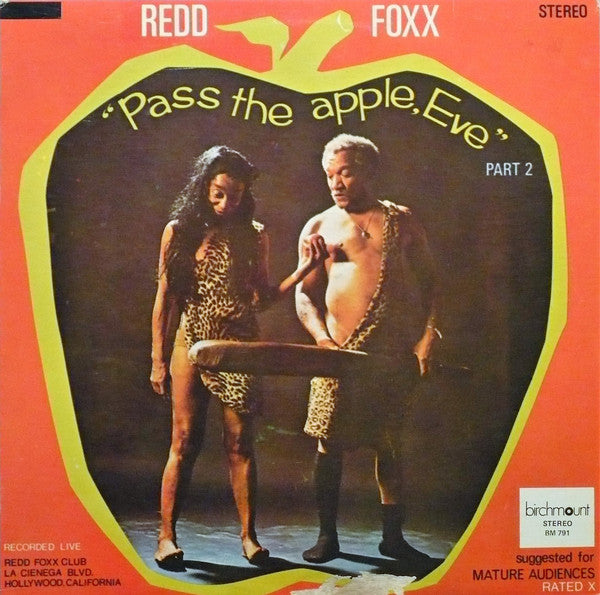 REDD FOXX
STEREO
"Pass the apple, Eve"
PART 2
birchmount
STEREO
BM 791
RECORDED LIVE
REDD FOXX CLUB
LA CIENEGA BLVD.
HOLLYWOOD, CALIFORNIA
suggested for
MATURE AUDIENCES
RATED X